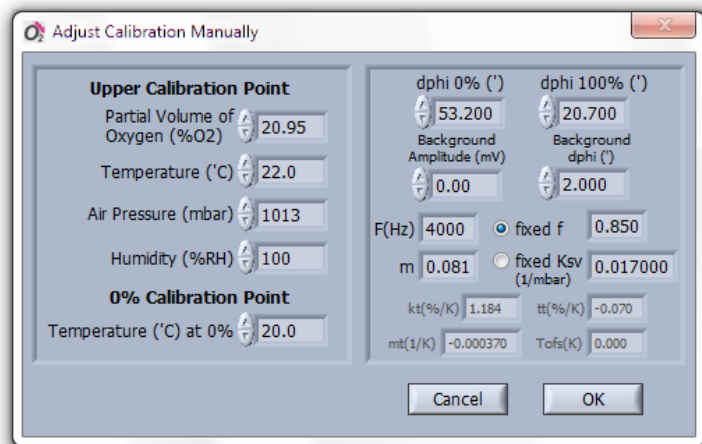 O2 Adjust Calibration Manually
Upper Calibration Point
Partial Volume of
Oxygen (%O2) 20.95
Temperature ('C) 22.0
Air Pressure (mbar) 1013
Humidity (%RH) 100
0% Calibration Point
Temperature ('C) at 0% 20.0
dphi 0% (') dphi 100% (')
53.200 20.700
Background Background
Amplitude (mV) dphi (')
0.00 2.000
F(Hz) 4000 fixed f 0.850
m 0.081 fixed Ksv 0.017000
(1/mbar)
kt(%/K) 1.184 tt(%/K) -0.070
mt(1/K) -0.000370 Tofs(K) 0.000
Cancel OK